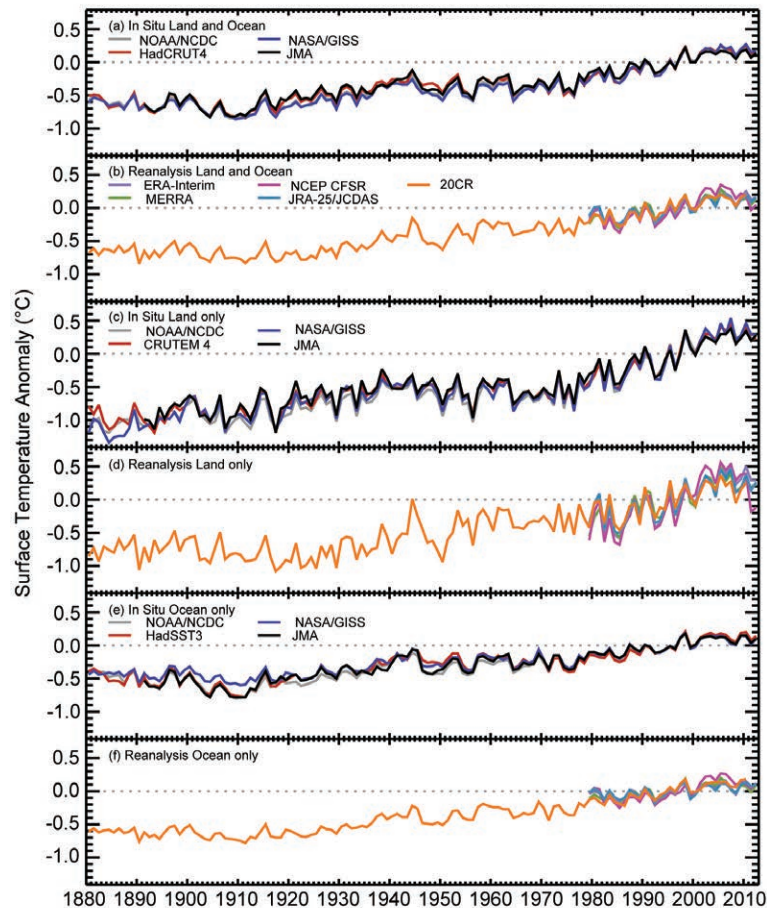 Surface Temperature Anomaly (°C)
(a) In Situ Land and Ocean
NOAA/NCDC NASA/GISS
HadCRUT4 JMA
0.5
0.0
-0.5
-1.0
(b) Reanalysis Land and Ocean
ERA-Interim NCEP CFSR 20CR
MERRA JRA-25/JCDAS
0.5
0.0
-0.5
-1.0
(c) In Situ Land only
NOAA/NCDC NASA/GISS
CRUTEM 4 JMA
0.5
0.0
-0.5
-1.0
(d) Reanalysis Land only
0.5
0.0
-0.5
-1.0
(e) In Situ Ocean only
NOAA/NCDC NASA/GISS
HadSST3 JMA
0.5
0.0
-0.5
-1.0
(f) Reanalysis Ocean only
0.5
0.0
-0.5
-1.0
1880 1890 1900 1910 1920 1930 1940 1950 1960 1970 1980 1990 2000 2010